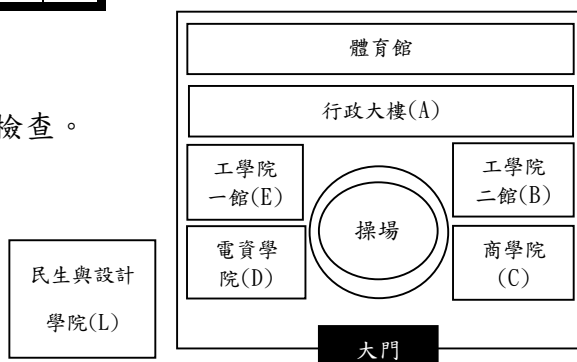 體育館
行政大樓(A)
檢查。
工學院
一館(E)
工學院
二館(B)
操場
電資學
院(D)
商學院
(C)
民生與設計
學院(L)
大門